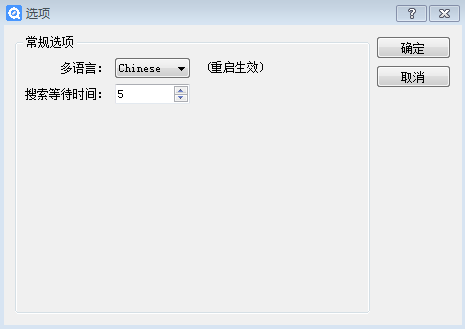 选项
常规选项
确定
多语言： Chinese （重启生效）
取消
搜索等待时间： 5